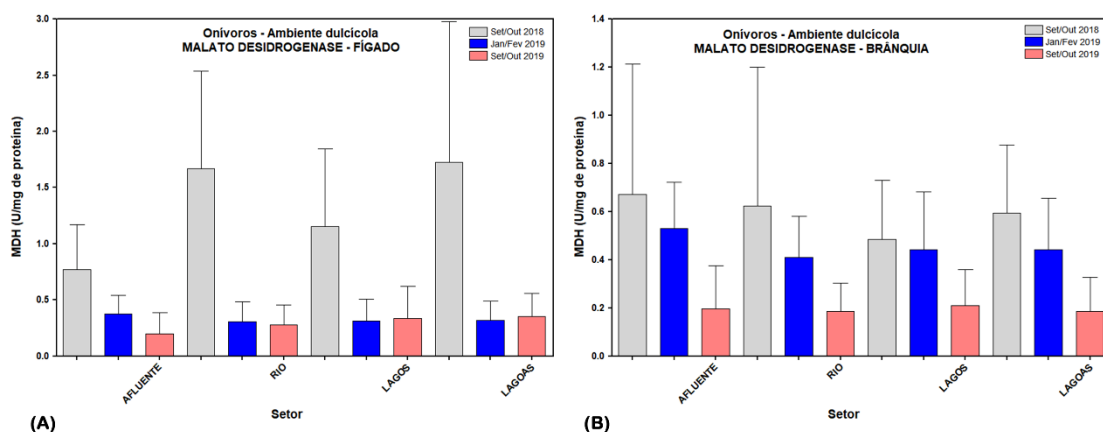 Onívoros - Ambiente dulcícola
MALATO DESIDROGENASE - FÍGADO
Set/Out 2018
Jan/Fev 2019
Set/Out 2019
MDH (U/mg de proteína)
3.0
2.5
2.0
1.5
1.0
0.5
0.0
AFLUENTE
RIO
LAGOS
LAGOAS
Setor
(A)
Onívoros - Ambiente dulcícola
MALATO DESIDROGENASE - BRÂNQUIA
Set/Out 2018
Jan/Fev 2019
Set/Out 2019
MDH (U/mg de proteína)
1.4
1.2
1.0
0.8
0.6
0.4
0.2
0.0
AFLUENTE
RIO
LAGOS
LAGOAS
Setor
(B)